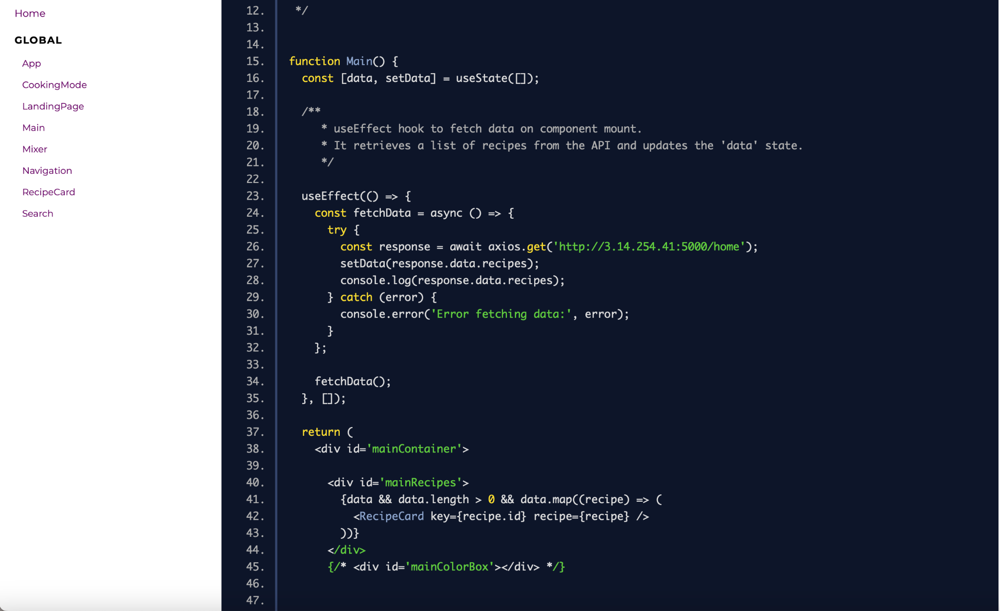 Home
GLOBAL
App
CookingMode
LandingPage
Main
Mixer
Navigation
RecipeCard
Search
12.     */
13.
14.
15.    function Main() {
16.      const [data, setData] = useState([]);
17.
18.      /**
19.         * useEffect hook to fetch data on component mount.
20.         * It retrieves a list of recipes from the API and updates the 'data' state.
21.         */
22.
23.      useEffect(() => {
24.        const fetchData = async () => {
25.          try {
26.            const response = await axios.get('http://3.14.254.41:5000/home');
27.            setData(response.data.recipes);
28.            console.log(response.data.recipes);
29.          } catch (error) {
30.            console.error('Error fetching data:', error);
31.          }
32.        };
33.
34.        fetchData();
35.      }, []);
36.
37.      return (
38.        <div id='mainContainer'>
39.
40.          <div id='mainRecipes'>
41.            {data && data.length > 0 && data.map((recipe) => (
42.              <RecipeCard key={recipe.id} recipe={recipe} />
43.            ))}
44.          </div>
45.          {/* <div id='mainColorBox'></div> */}
46.
47.